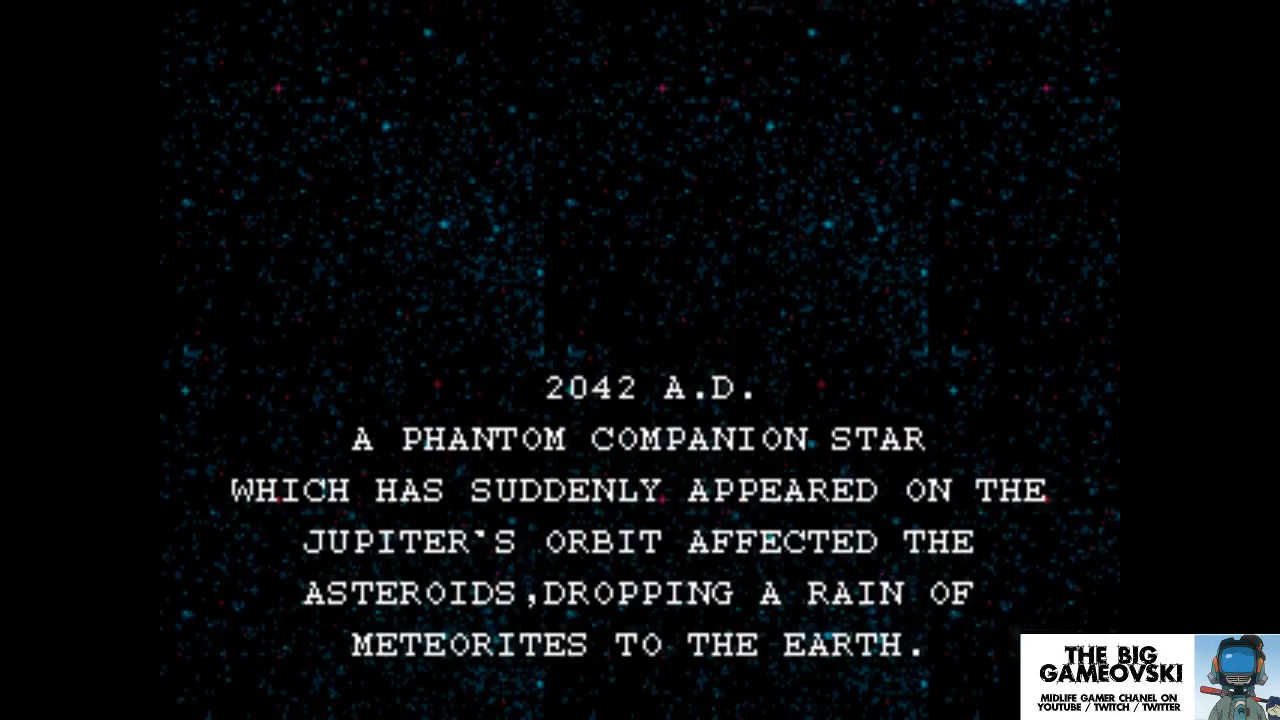 2042 A.D.
A PHANTOM COMPANION STAR
WHICH HAS SUDDENLY APPEARED ON THE
JUPITER`S ORBIT AFFECTED THE
ASTEROIDS,DROPPING A RAIN OF
METEORITES TO THE EARTH.
THE BIG
GAMEOVSKI
MIDLIFE GAMER CHANEL ON
YOUTUBE / TWITCH / TWITTER